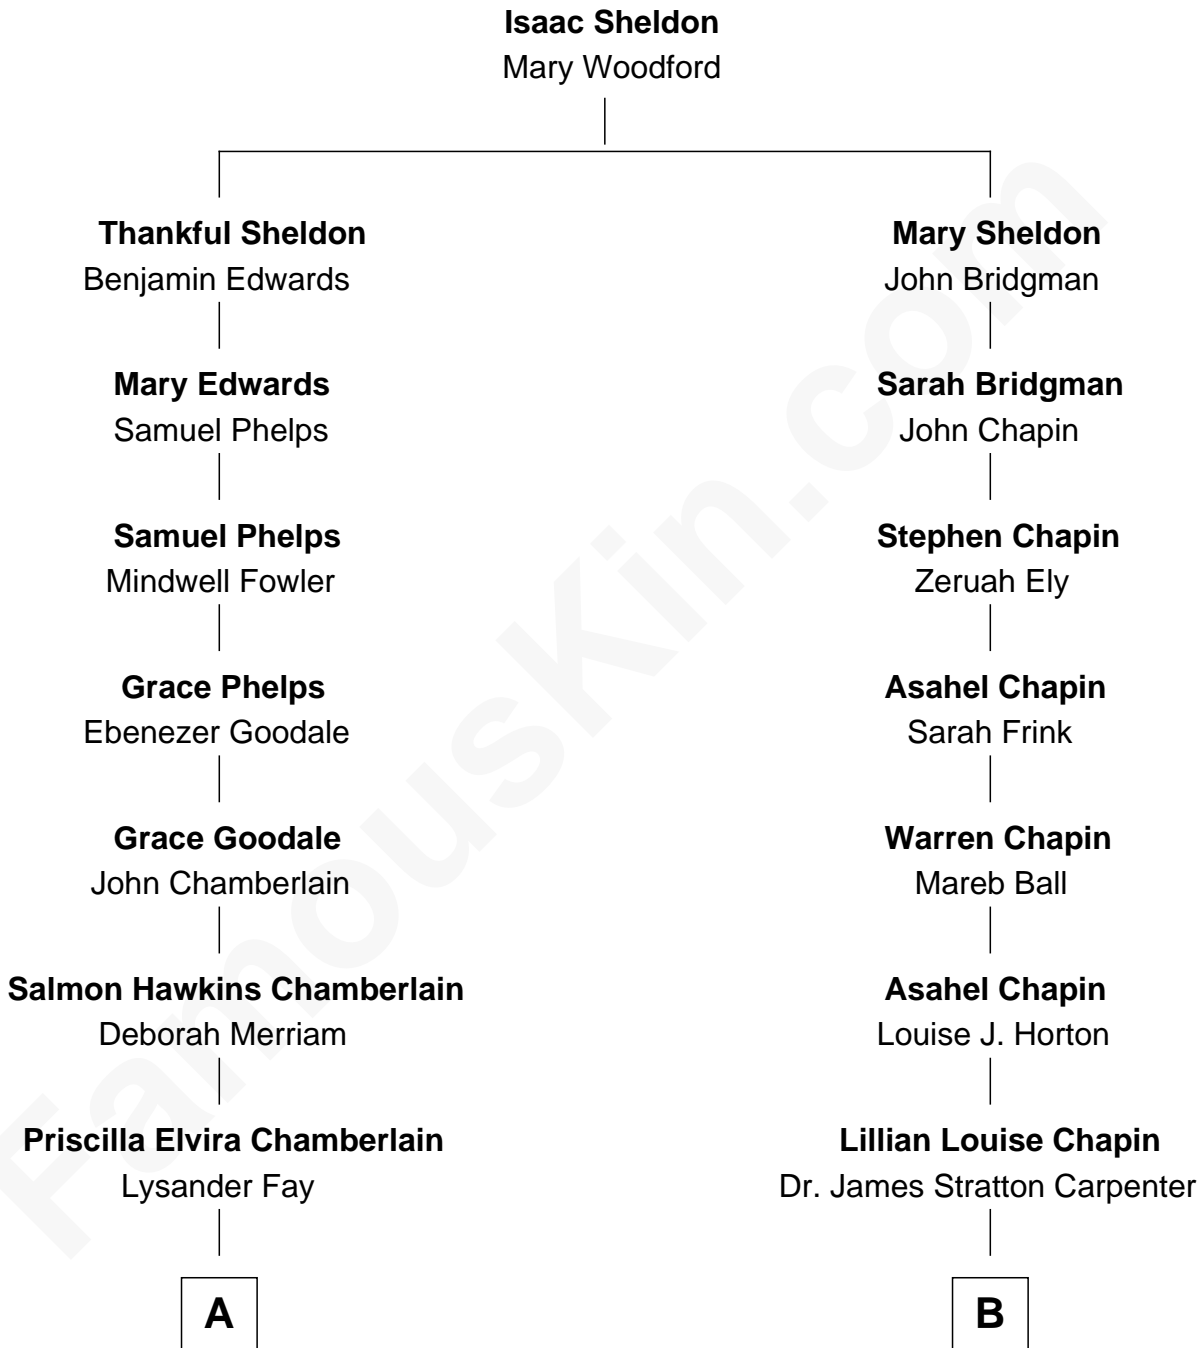 Isaac Sheldon
Mary Woodford
Thankful Sheldon
Benjamin Edwards
Mary Sheldon
John Bridgman
Mary Edwards
Samuel Phelps
Sarah Bridgman
John Chapin
Samuel Phelps
Mindwell Fowler
Stephen Chapin
Zeruah Ely
Grace Phelps
Ebenezer Goodale
Asahel Chapin
Sarah Frink
Grace Goodale
John Chamberlain
Warren Chapin
Mareb Ball
Salmon Hawkins Chamberlain
Deborah Merriam
Asahel Chapin
Louise J. Horton
Priscilla Elvira Chamberlain
Lysander Fay
Lillian Louise Chapin
Dr. James Stratton Carpenter
A
B
FamousKin.com